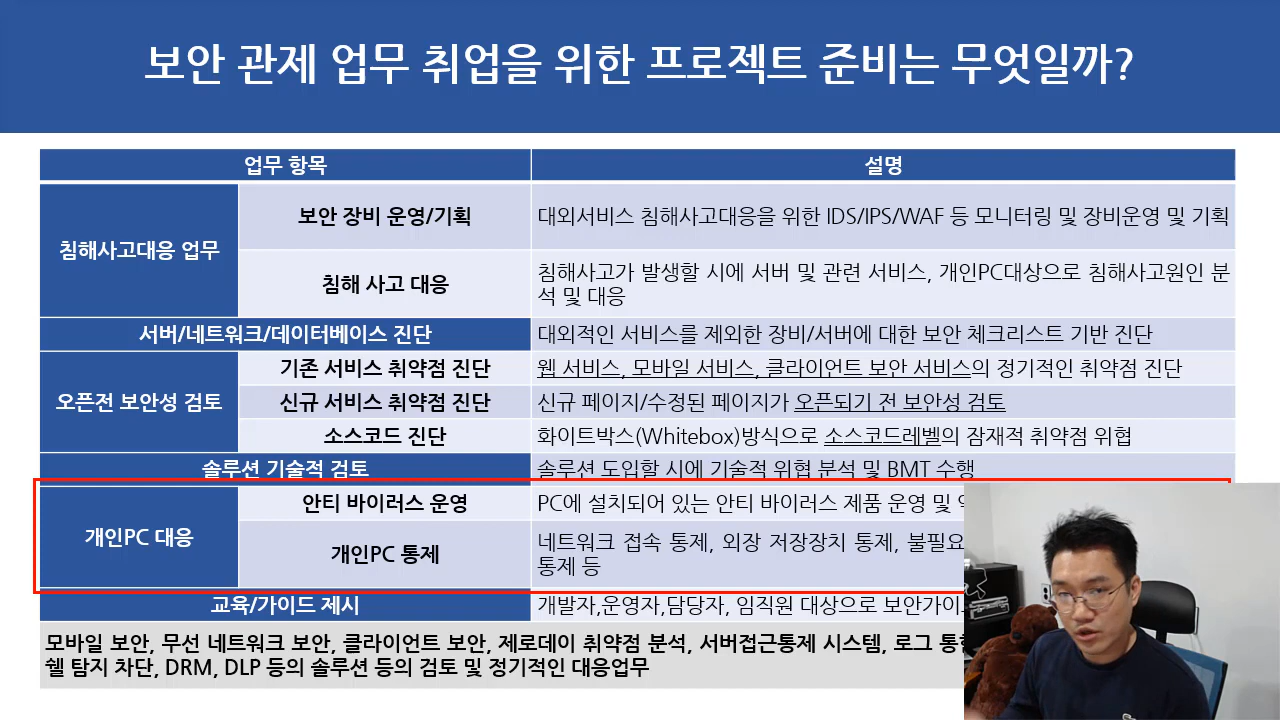 보안 관제 업무 취업을 위한 프로젝트 준비는 무엇일까?
업무 항목
설명
침해사고대응 업무
보안 장비 운영/기획
대외서비스 침해사고대응을 위한 IDS/IPS/WAF 등 모니터링 및 장비운영 및 기획
침해 사고 대응
침해사고가 발생할 시에 서버 및 관련 서비스, 개인PC대상으로 침해사고원인 분
석 및 대응
서버/네트워크/데이터베이스 진단
대외적인 서비스를 제외한 장비/서버에 대한 보안 체크리스트 기반 진단
오픈전 보안성 검토
기존 서비스 취약점 진단
웹 서비스, 모바일 서비스, 클라이언트 보안 서비스의 정기적인 취약점 진단
신규 서비스 취약점 진단
신규 페이지/수정된 페이지가 오픈되기 전 보안성 검토
소스코드 진단
화이트박스(Whitebox)방식으로 소스코드레벨의 잠재적 취약점 위협
솔루션 기술적 검토
솔루션 도입할 시에 기술적 위협 분석 및 BMT 수행
개인PC 대응
안티 바이러스 운영
PC에 설치되어 있는 안티 바이러스 제품 운영 및
개인PC 통제
네트워크 접속 통제, 외장 저장장치 통제, 불필요
통제 등
교육/가이드 제시
개발자,운영자,담당자, 임직원 대상으로 보안가이
모바일 보안, 무선 네트워크 보안, 클라이언트 보안, 제로데이 취약점 분석, 서버접근통제 시스템, 로그
쉘 탐지 차단, DRM, DLP 등의 솔루션 등의 검토 및 정기적인 대응업무